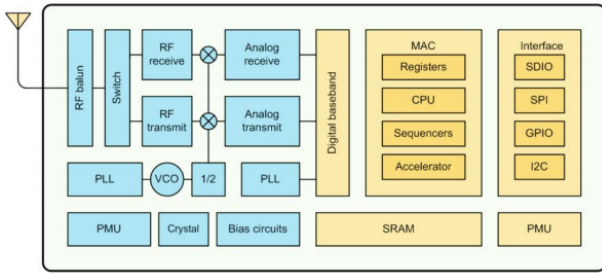 RF balun
Switch
RF
receive
Analog
receive
RF
transmit
Analog
transmit
Digital baseband
MAC
Registers
CPU
Sequencers
Accelerator
Interface
SDIO
SPI
GPIO
I2C
PLL
VCO
1/2
PLL
PMU
Crystal
Bias circuits
SRAM
PMU